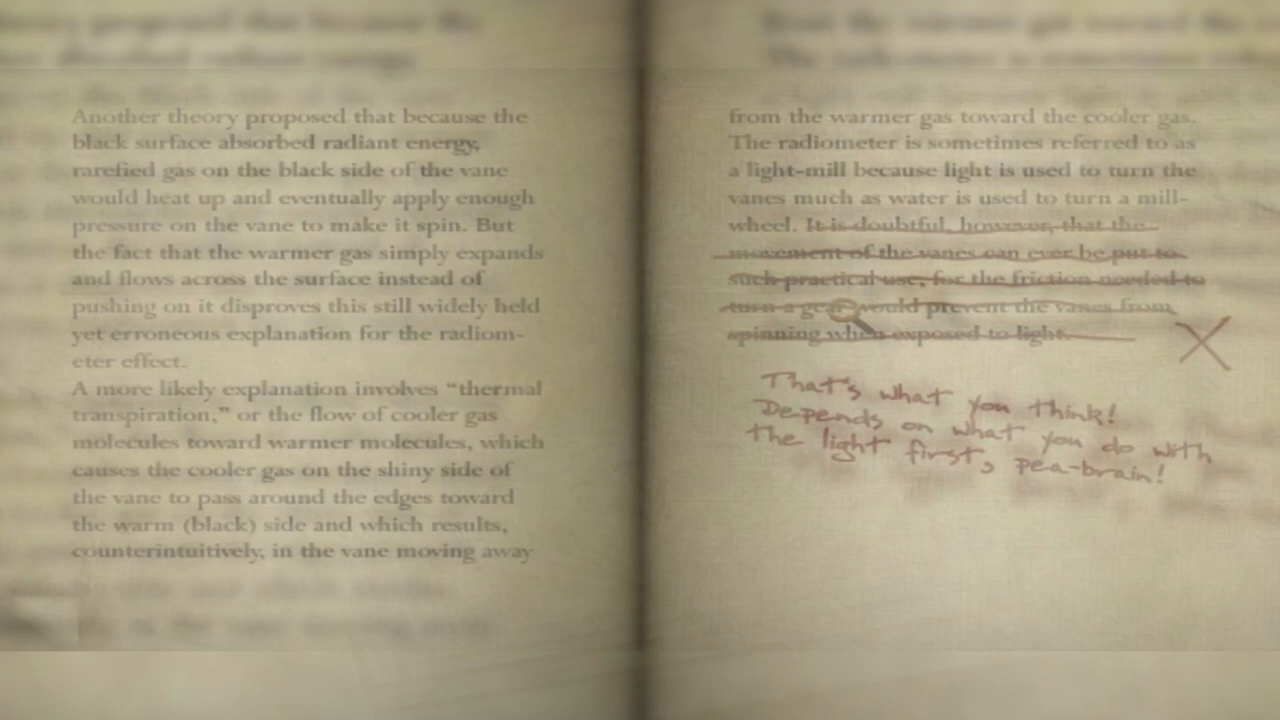 Another theory proposed that because the
black surface absorbed radiant energy,
rarefied gas on the black side of the vane
would heat up and eventually apply enough
pressure on the vane to make it spin. But
the fact that the warmer gas simply expands
and flows across the surface instead of
pushing on it disproves this still widely held
yet erroneous explanation for the radiom-
eter effect.
A more likely explanation involves “thermal
transpiration,” or the flow of cooler gas
molecules toward warmer molecules, which
causes the cooler gas on the shiny side of
the vane to pass around the edges toward
the warm (black) side and which results,
counterintuitively, in the vane moving away
from the warmer gas toward the cooler gas.
The radiometer is sometimes referred to as
a light-mill because light is used to turn the
vanes much as water is used to turn a mill-
wheel. It is doubtful, however, that the
movement of the vanes can ever be put to
such practical use, for the friction needed to
turn a gear would prevent the vanes from
spinning when exposed to light.
That's what you think!
Depends on what you do with
the light first, pea-brain!